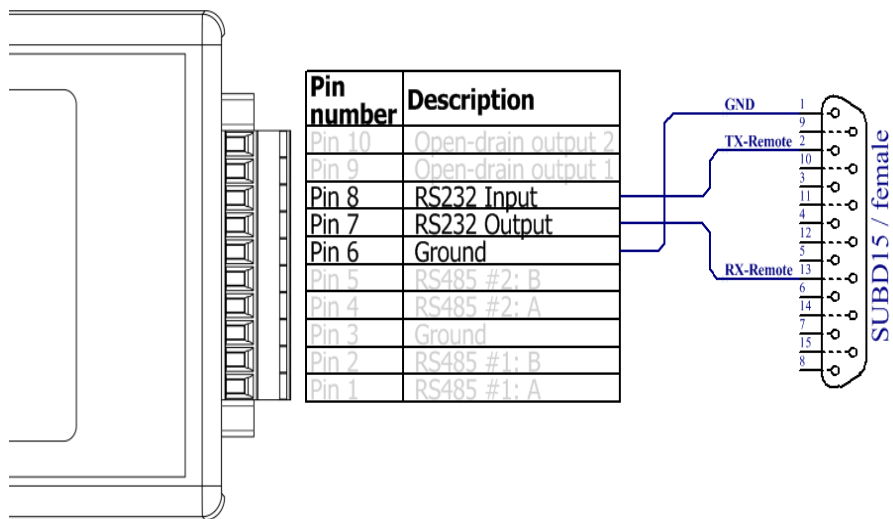 Pin number Description
Pin 10 Open-drain output 2
Pin 9 Open-drain output 1
Pin 8 RS232 Input
Pin 7 RS232 Output
Pin 6 Ground
Pin 5 RS485 #2: B
Pin 4 RS485 #2: A
Pin 3 Ground
Pin 2 RS485 #1: B
Pin 1 RS485 #1: A
GND 1
9
TX-Remote 2
10
3
11
4
12
5
RX-Remote 13
6
14
7
15
8
SUBD15 / female